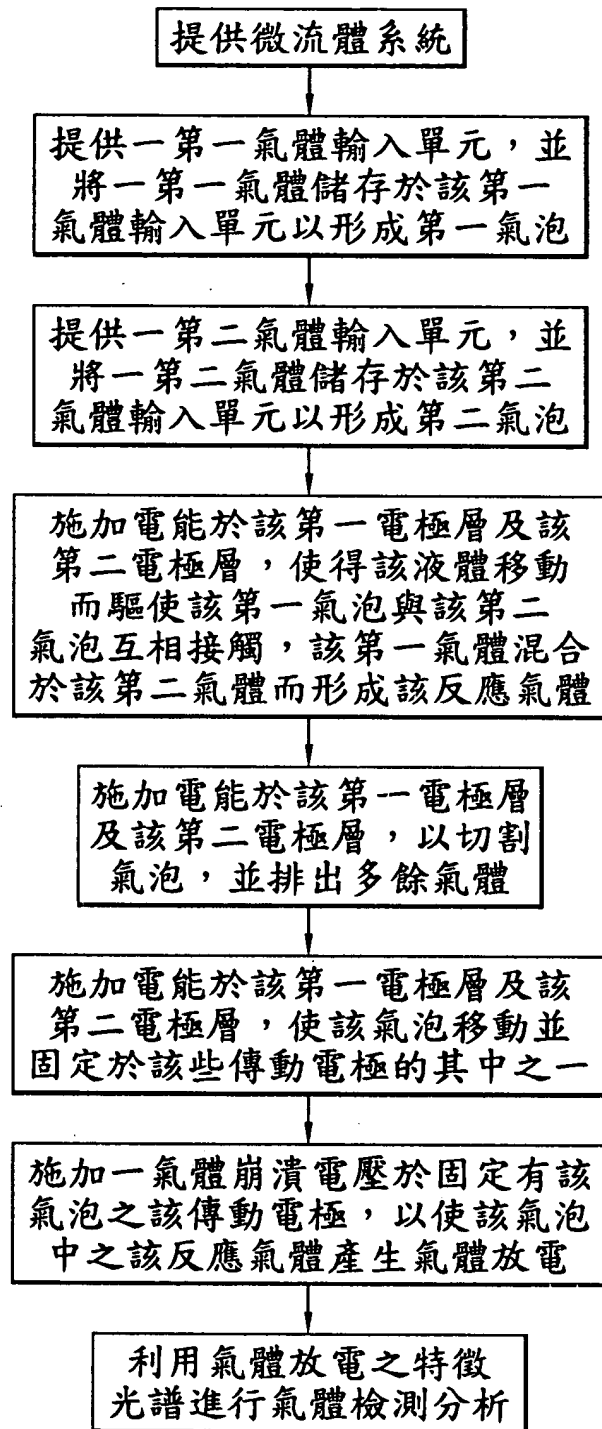 提供微流體系統
提供一第一氣體輸入單元，並
將一第一氣體儲存於該第一
氣體輸入單元以形成第一氣泡
提供一第二氣體輸入單元，並
將一第二氣體儲存於該第二
氣體輸入單元以形成第二氣泡
施加電能於該第一電極層及該
第二電極層，使得該液體移動
而驅使該第一氣泡與該第二
氣泡互相接觸，該第一氣體混合
於該第二氣體而形成該反應氣體
施加電能於該第一電極層
及該第二電極層，以切割
氣泡，並排出多餘氣體
施加電能於該第一電極層及該
第二電極層，使該氣泡移動並
固定於該些傳動電極的其中之一
施加一氣體崩潰電壓於固定有該
氣泡之該傳動電極，以使該氣泡
中之該反應氣體產生氣體放電
利用氣體放電之特徵
光譜進行氣體檢測分析